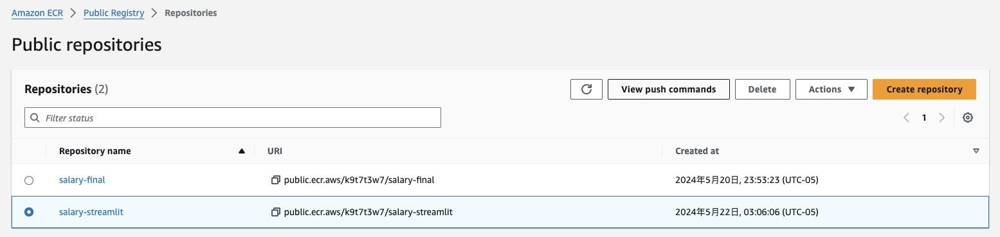 Amazon ECR > Public Registry > Repositories
Public repositories
Repositories (2) View push commands Delete Actions Create repository
Filter status 1
Repository name URI Created at
salary-final public.ecr.aws/k9t7t3w7/salary-final 2024年5月20日, 23:53:23 (UTC-05)
salary-streamlit public.ecr.aws/k9t7t3w7/salary-streamlit 2024年5月22日, 03:06:06 (UTC-05)